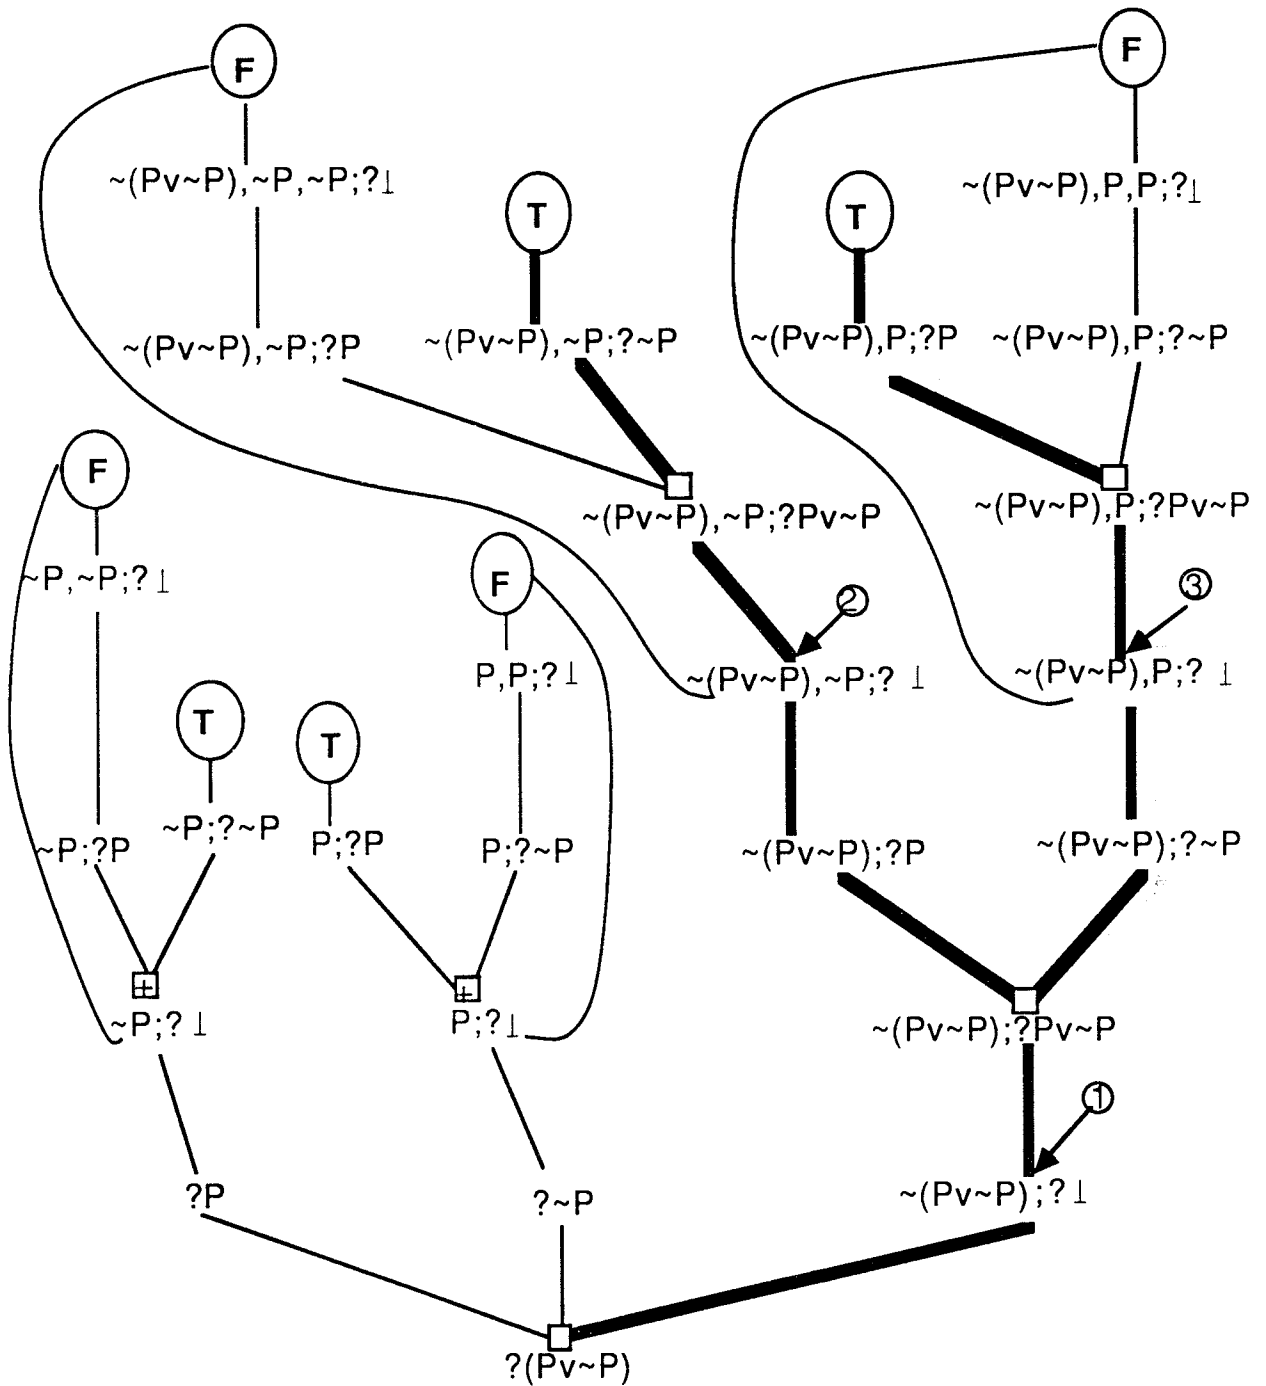 F
F
~(Pv~P),~P,~P;?⊥
~(Pv~P),P,P;?⊥
T
T
~(Pv~P),~P;?P
~(Pv~P),~P;?~P
~(Pv~P),P;?P
~(Pv~P),P;?~P
F
~(Pv~P),~P;?Pv~P
~(Pv~P),P;?Pv~P
~P,~P;?⊥
F
2
3
P,P;?⊥
~(Pv~P),~P;?⊥
~(Pv~P),P;?⊥
T
T
~P;?P
~P;?~P
P;?P
P;?~P
~(Pv~P);?P
~(Pv~P);?~P
+
+
~P;?⊥
P;?⊥
~(Pv~P);?Pv~P
1
?P
?~P
~(Pv~P);?⊥
?(Pv~P)